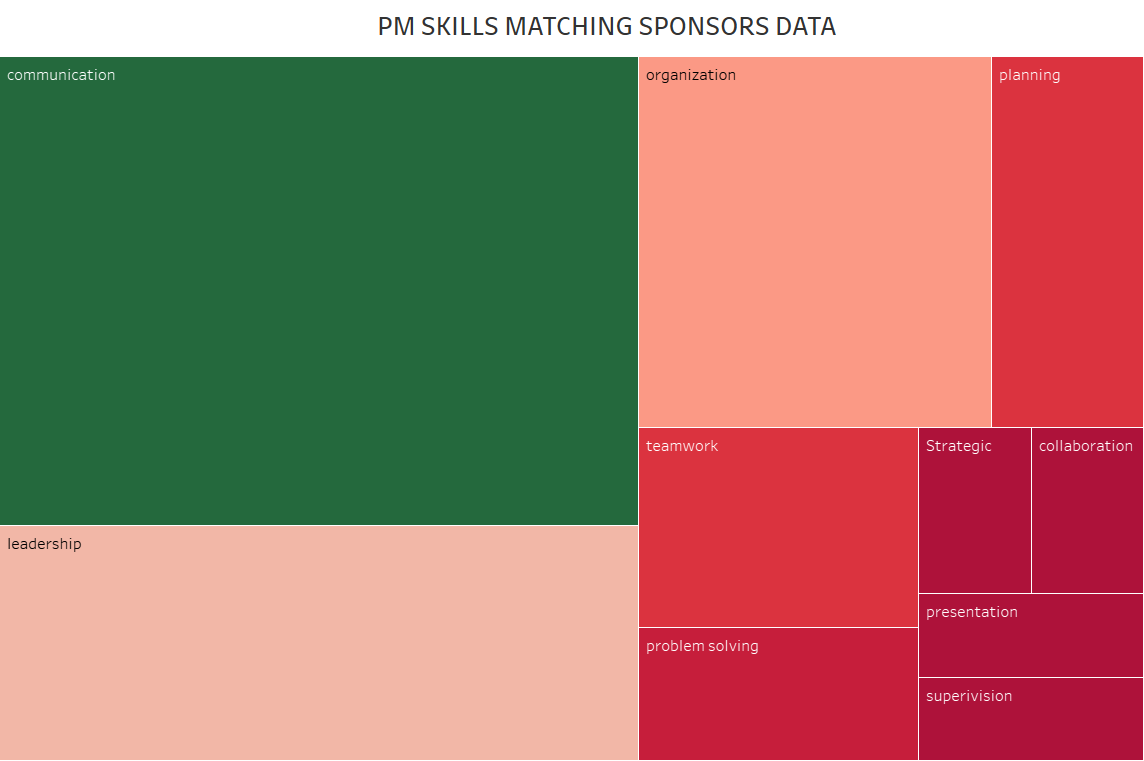 PM SKILLS MATCHING SPONSORS DATA
communication
organization
planning
teamwork
Strategic
collaboration
leadership
presentation
problem solving
superivision